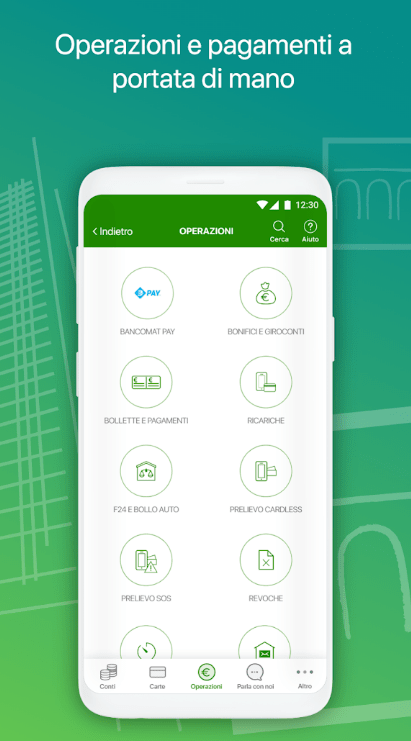 Operazioni e pagamenti a
portata di mano
12:30
Indietro
OPERAZIONI
Cerca
Aiuto
PAY
BANCOMAT PAY
BONIFICI E GIROCONTI
BOLLETTE E PAGAMENTI
RICARICHE
F24 E BOLLO AUTO
PRELIEVO CARDLESS
PRELIEVO SOS
REVOCHE
Conti
Carte
Operazioni
Parla con noi
Altro